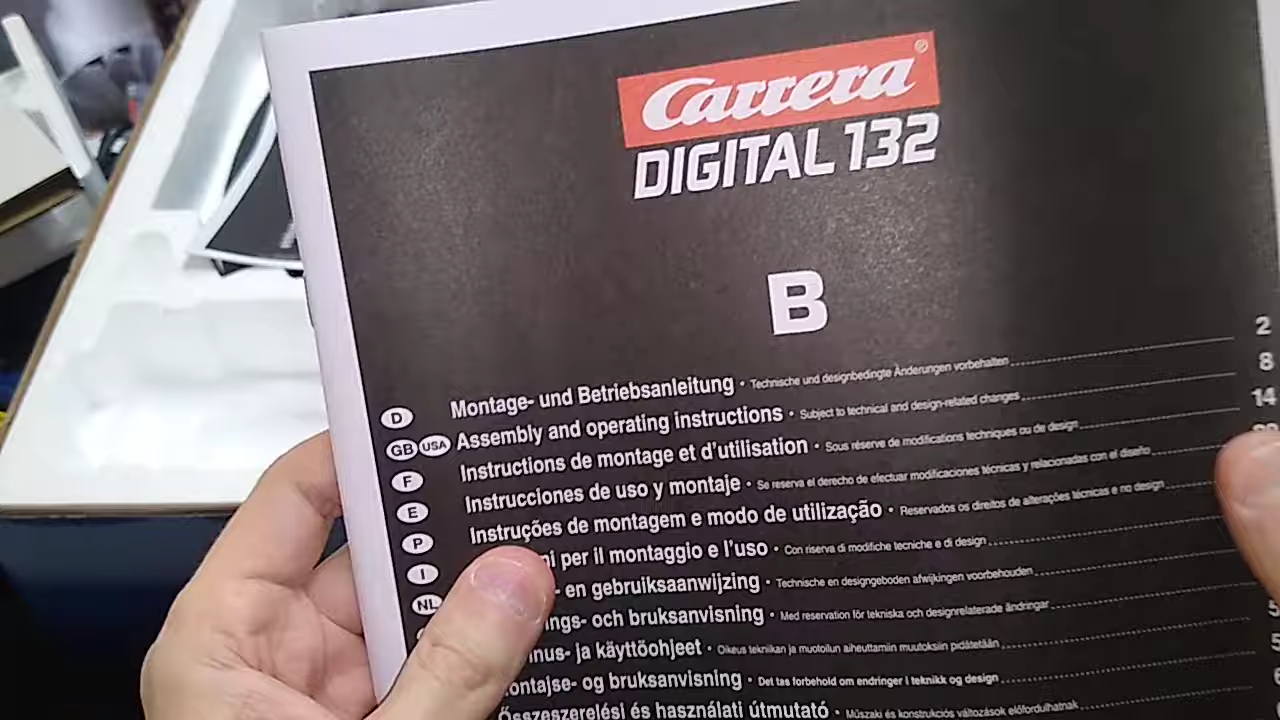 Carrera®
DIGITAL 132
B
D Montage- und Betriebsanleitung · Technische und designbedingte Änderungen vorbehalten 2
GB USA Assembly and operating instructions · Subject to technical and design-related changes 8
F Instructions de montage et d'utilisation · Sous réserve de modifications techniques ou de design 14
E Instrucciones de uso y montaje · Se reserva el derecho de efectuar modificaciones técnicas y relacionadas con el diseño
P Instruções de montagem e modo de utilização · Reservados os direitos de alterações técnicas e no design
I per il montaggio e l'uso · Con riserva di modifiche tecniche e di design
NL en gebruiksaanwijzing · Technische en designgeboden afwijkingen voorbehouden
ings- och bruksanvisning · Med reservation för tekniska och designrelaterade ändringar
nus- ja käyttöohjeet · Oikeus tekniikan ja muotoilun aiheuttamiin muutoksiin pidätetään
ontajse- og bruksanvisning · Det tas forbehold om endringer i teknikk og design
Összeszerelési és használati útmutató · Műszaki és konstrukciós változások előfordulhatnak